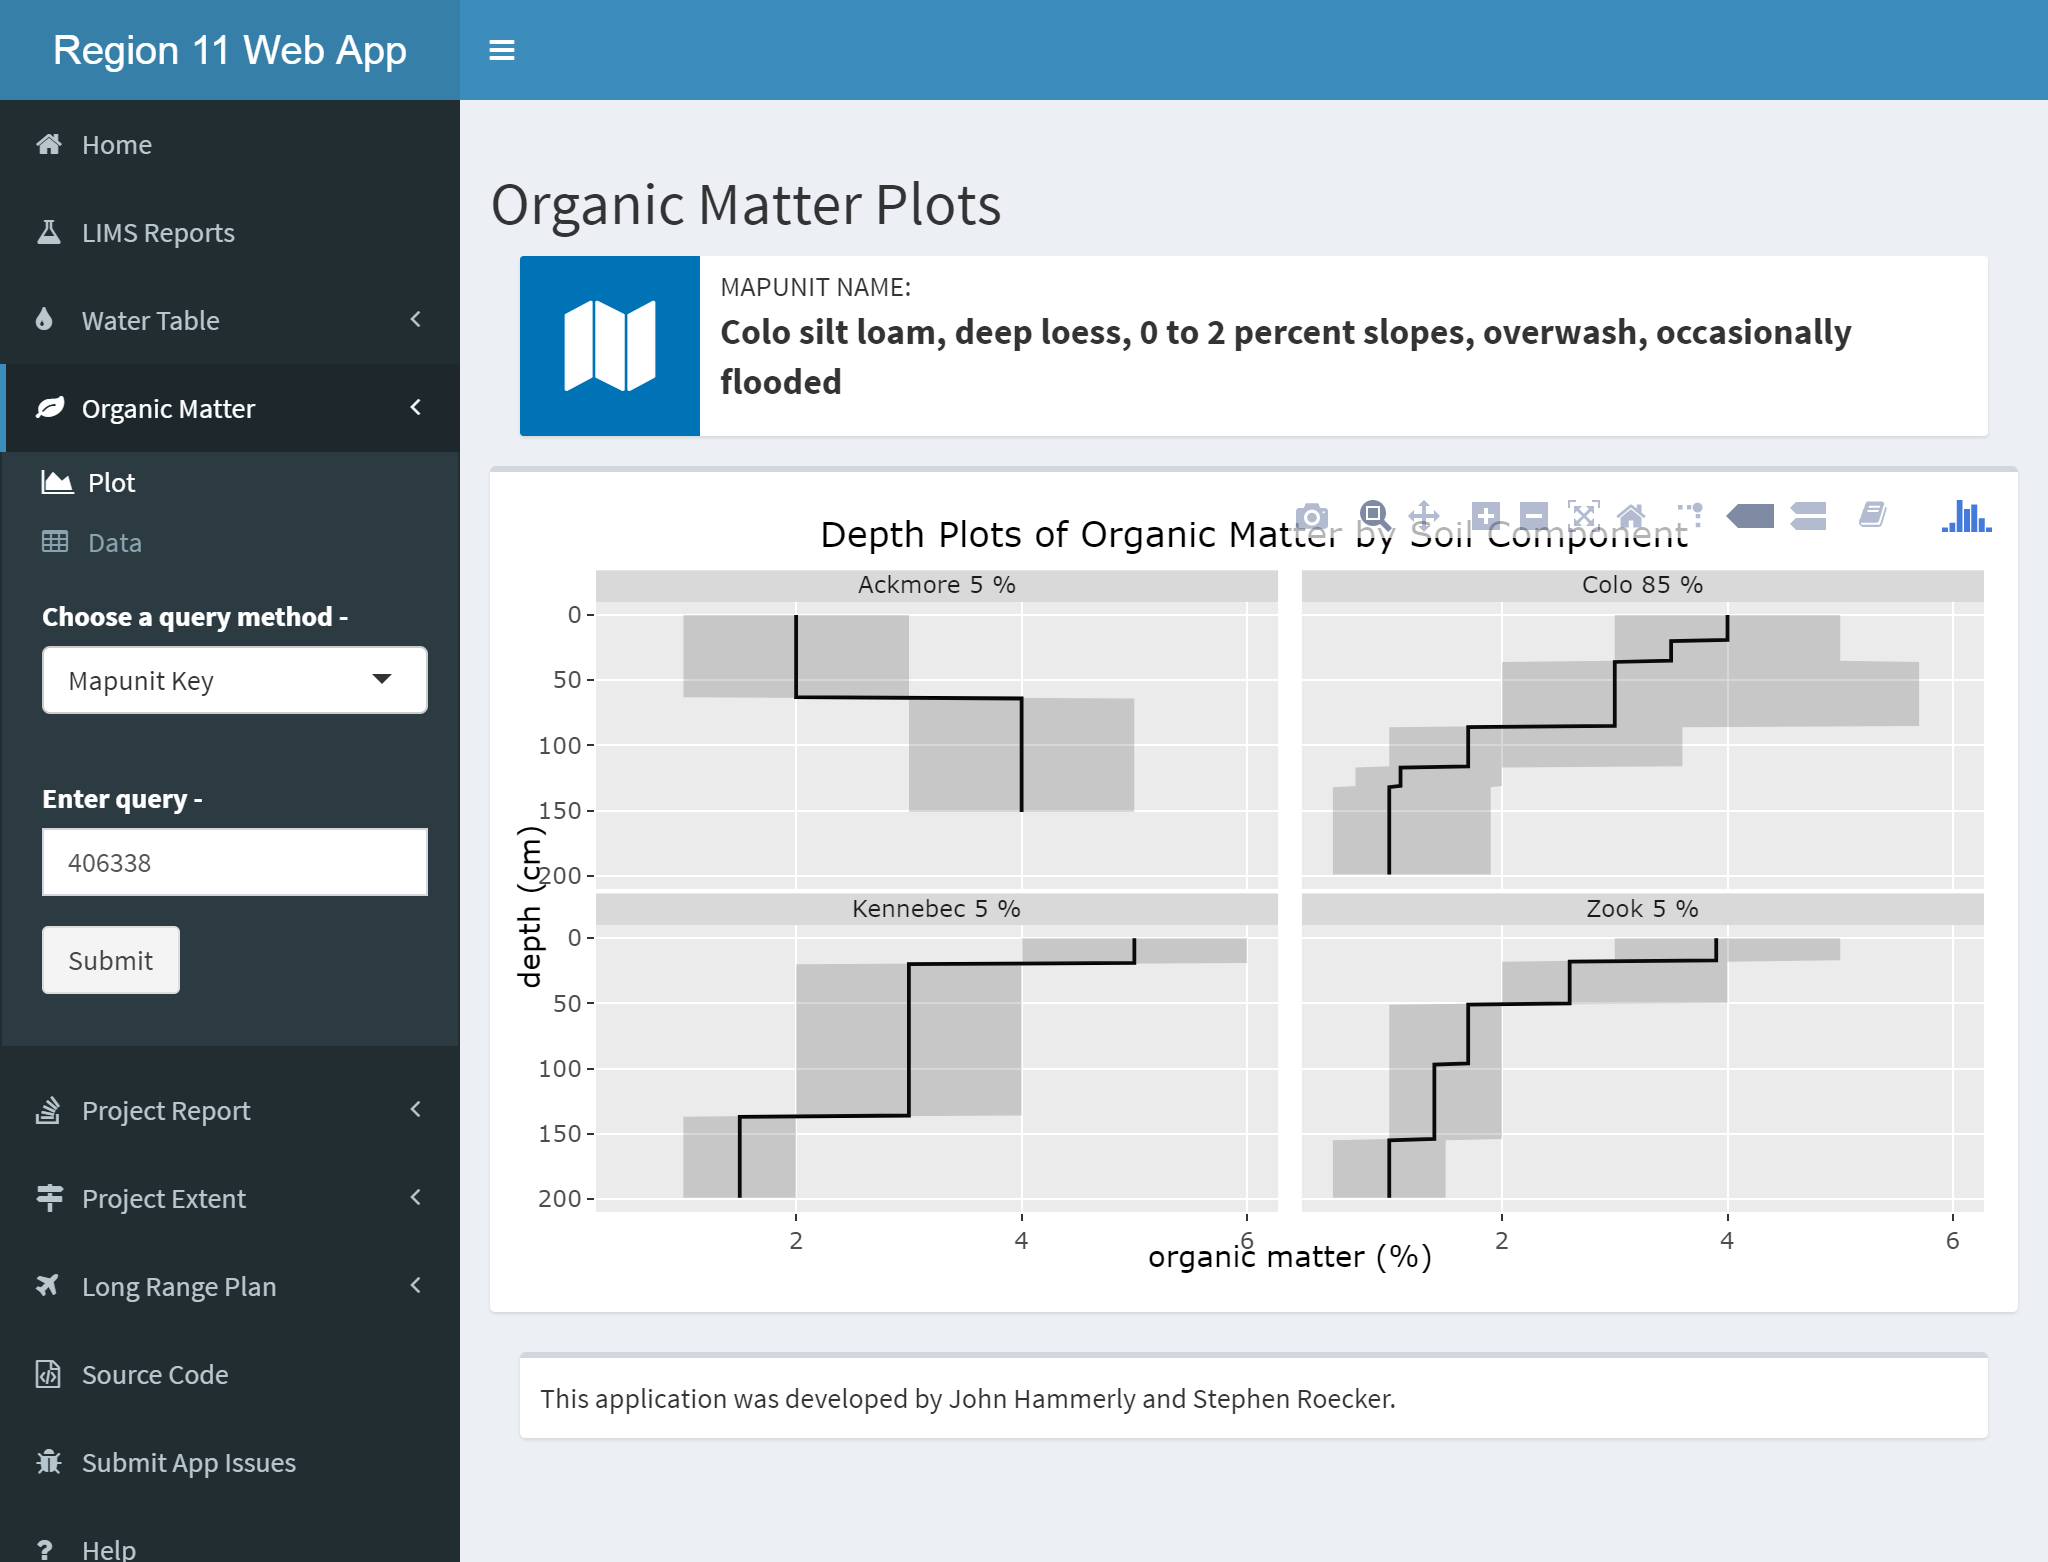 Region 11 Web App
Home
LIMS Reports
Water Table
Organic Matter
Plot
Data
Choose a query method -
Mapunit Key
Enter query -
406338
Submit
Project Report
Project Extent
Long Range Plan
Source Code
Submit App Issues
Help
Organic Matter Plots
MAPUNIT NAME:
Colo silt loam, deep loess, 0 to 2 percent slopes, overwash, occasionally
flooded
Depth Plots of Organic Matter by Soil Component
Ackmore 5 %
Colo 85 %
0
50
100
150
200
Kennebec 5 %
Zook 5 %
0
50
100
150
200
depth (cm)
2
4
6
2
4
6
organic matter (%)
This application was developed by John Hammerly and Stephen Roecker.